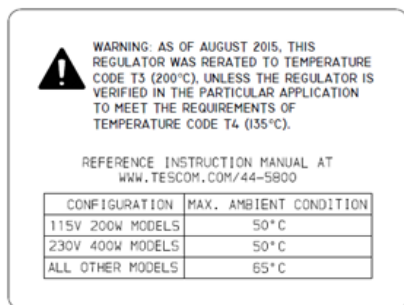 WARNING: AS OF AUGUST 2015, THIS
REGULATOR WAS RERATED TO TEMPERATURE
CODE T3 (200°C), UNLESS THE REGULATOR IS
VERIFIED IN THE PARTICULAR APPLICATION
TO MEET THE REQUIREMENTS OF
TEMPERATURE CODE T4 (135°C).
REFERENCE INSTRUCTION MANUAL AT
WWW.TESCOM.COM/44-5800
CONFIGURATION MAX. AMBIENT CONDITION
115V 200W MODELS 50°C
230V 400W MODELS 50°C
ALL OTHER MODELS 65°C